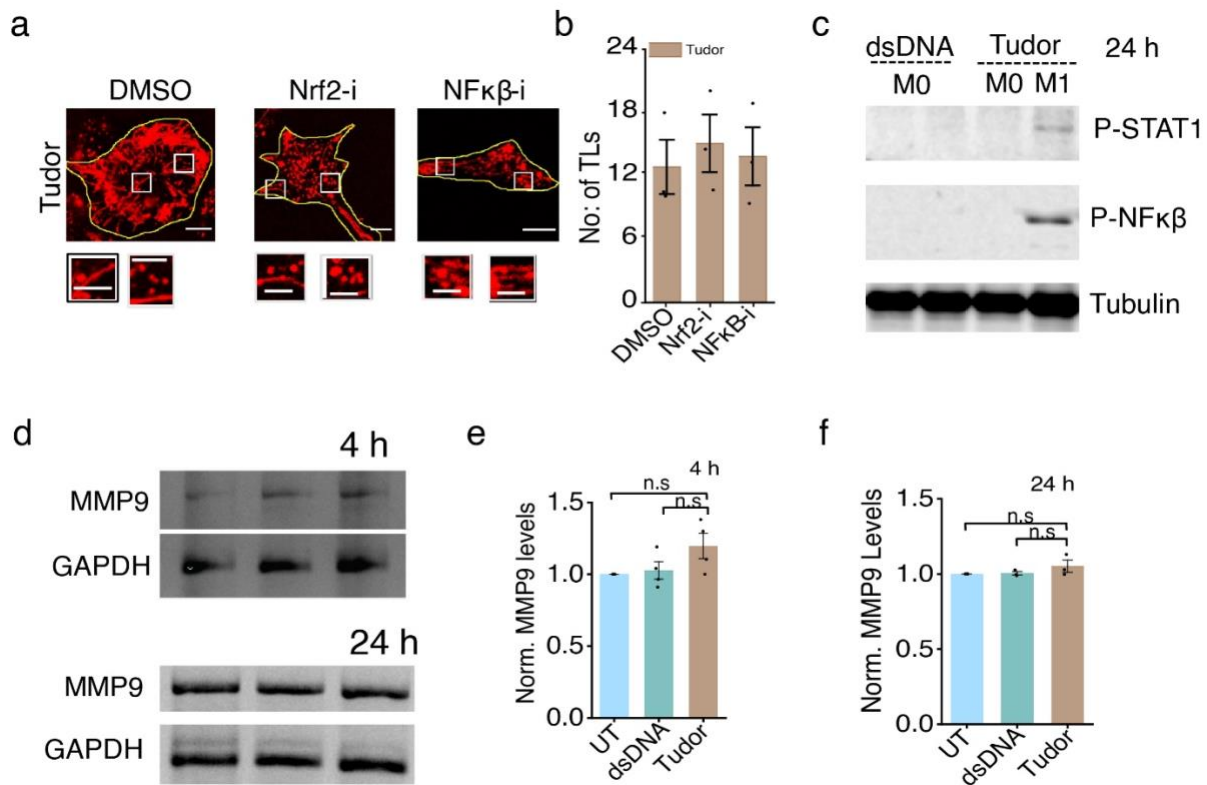 a
DMSO
Nrf2-i
NFκβ-i
Tudor
b
24
18
12
6
0
No: of TLs
Tudor
DMSO
Nrf2-i
NFκB-i
c
dsDNA
Tudor
24 h
M0
M0 M1
P-STAT1
P-NFκβ
Tubulin
d
4 h
MMP9
GAPDH
24 h
MMP9
GAPDH
e
4 h
n.s
n.s
1.5
1.0
0.5
0.0
Norm. MMP9 levels
UT
dsDNA
Tudor
f
24 h
n.s
n.s
1.5
1.0
0.5
0.0
Norm. MMP9 Levels
UT
dsDNA
Tudor